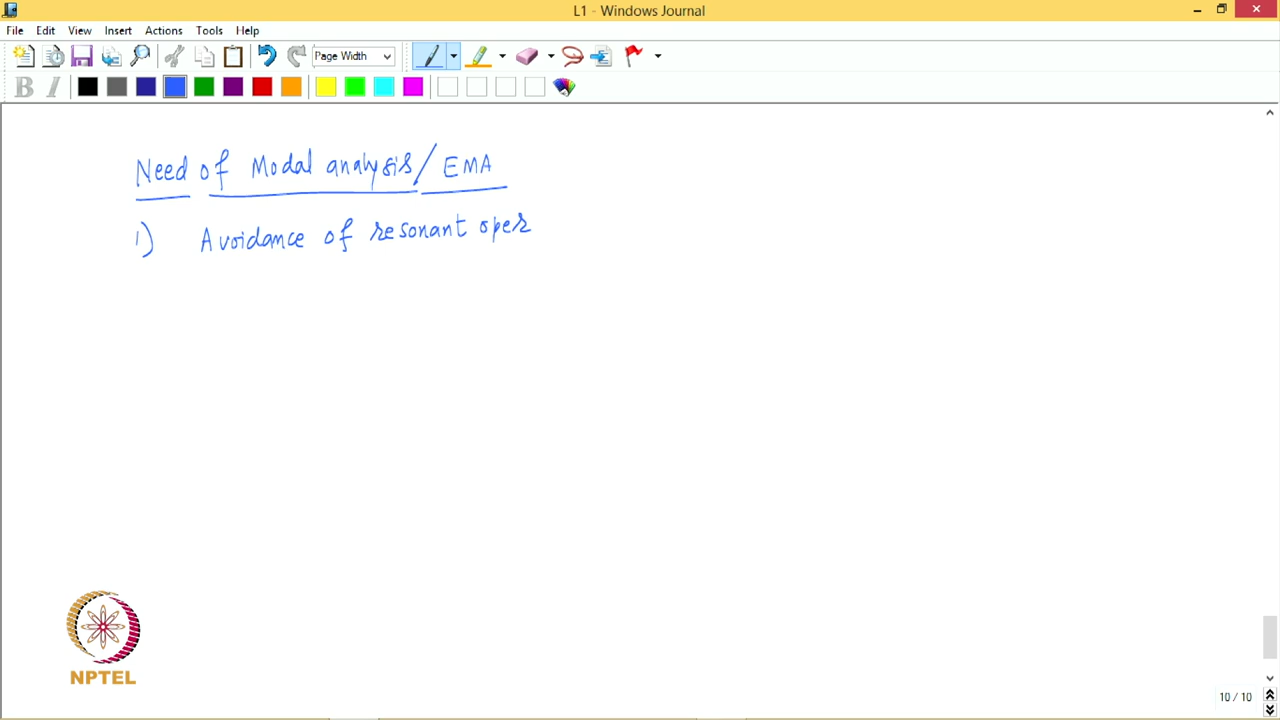 L1 - Windows Journal
File Edit View Insert Actions Tools Help
Page Width
B I
Need of Modal analysis/EMA
1) Avoidance of resonant oper
NPTEL
10 / 10